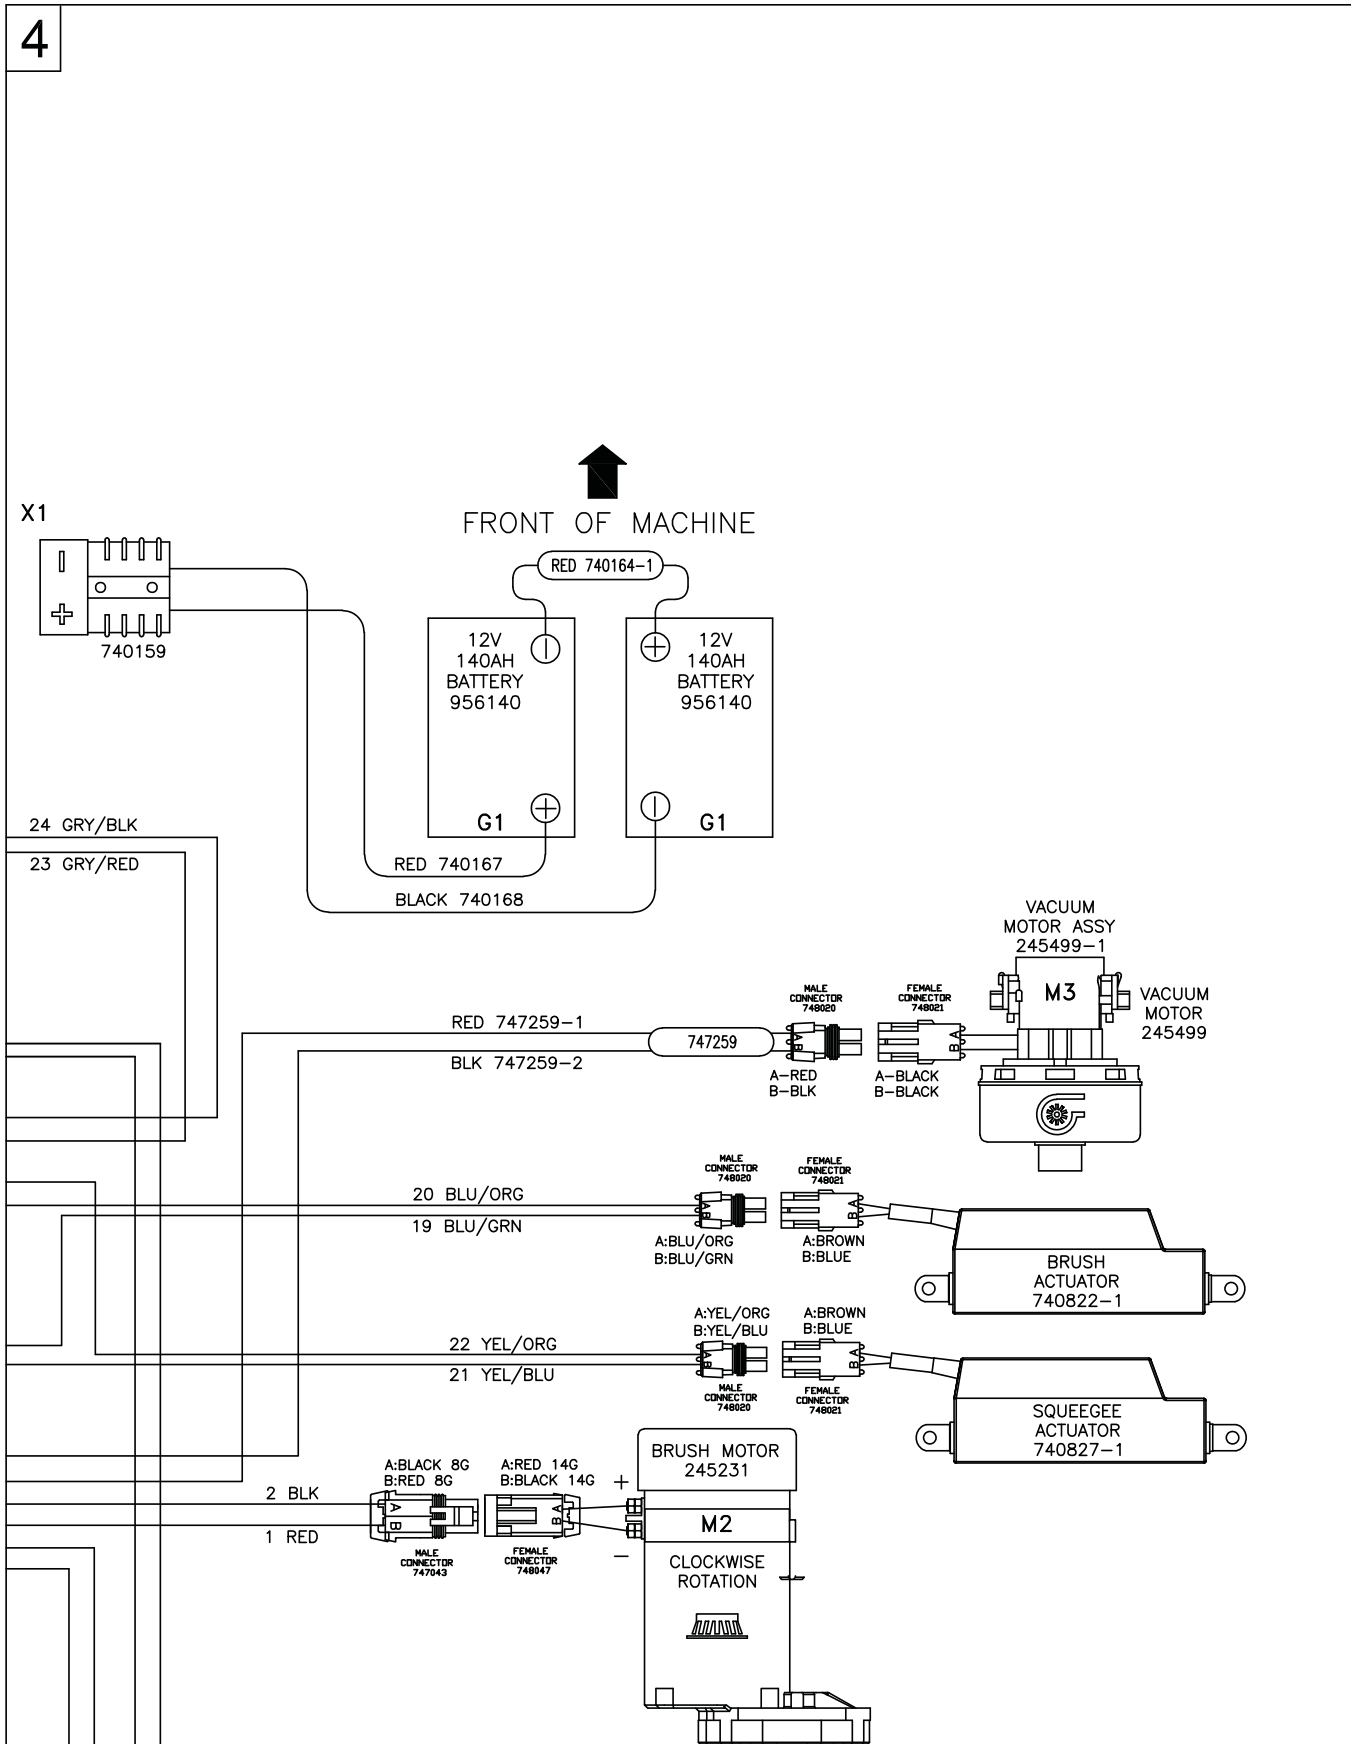 4
X1
FRONT OF MACHINE
RED 740164-1
740159
12V
140AH
BATTERY
956140
G1
12V
140AH
BATTERY
956140
G1
24 GRY/BLK
23 GRY/RED
RED 740167
BLACK 740168
VACUUM
MOTOR ASSY
245499-1
M3
VACUUM
MOTOR
245499
RED 747259-1
BLK 747259-2
747259
MALE
CONNECTOR
748020
A
B
A-RED
B-BLK
FEMALE
CONNECTOR
748021
A
B
A-BLACK
B-BLACK
20 BLU/ORG
19 BLU/GRN
MALE
CONNECTOR
748020
A
B
A:BLU/ORG
B:BLU/GRN
FEMALE
CONNECTOR
748021
A
B
A:BROWN
B:BLUE
BRUSH
ACTUATOR
740822-1
22 YEL/ORG
21 YEL/BLU
A:YEL/ORG
B:YEL/BLU
A
B
MALE
CONNECTOR
748020
A:BROWN
B:BLUE
A
B
FEMALE
CONNECTOR
748021
SQUEEGEE
ACTUATOR
740827-1
2 BLK
1 RED
A:BLACK 8G
B:RED 8G
A
B
MALE
CONNECTOR
747043
A:RED 14G
B:BLACK 14G
A
B
FEMALE
CONNECTOR
748047
+
-
BRUSH MOTOR
245231
M2
CLOCKWISE
ROTATION